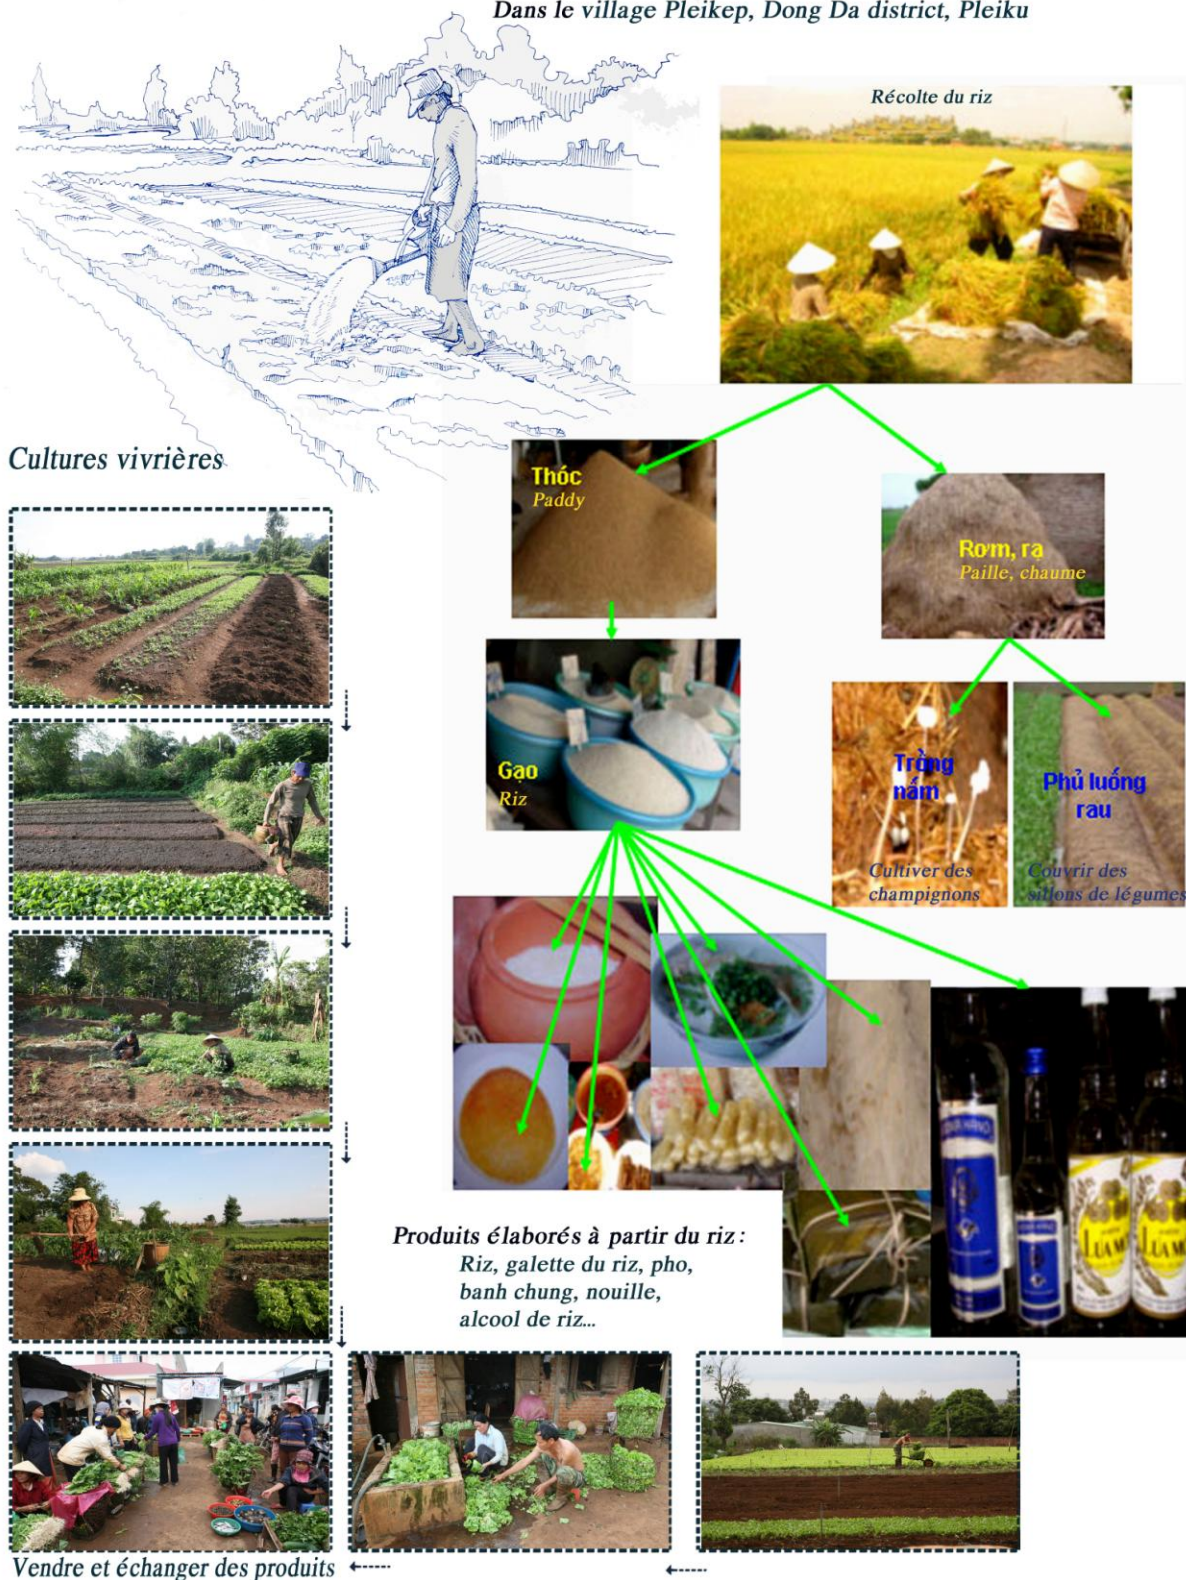 Dans le village Pleikep, Dong Da district, Pleiku
Récolte du riz
Cultures vivrières
Thóc
Paddy
Rơm, rạ
Paille, chaume
Gạo
Riz
Trồng
nấm
Cultiver des
champignons
Phủ luống
rau
Couvrir des
sillons de légumes
Produits élaborés à partir du riz :
Riz, galette du riz, pho,
banh chung, nouille,
alcool de riz...
Vendre et échanger des produits